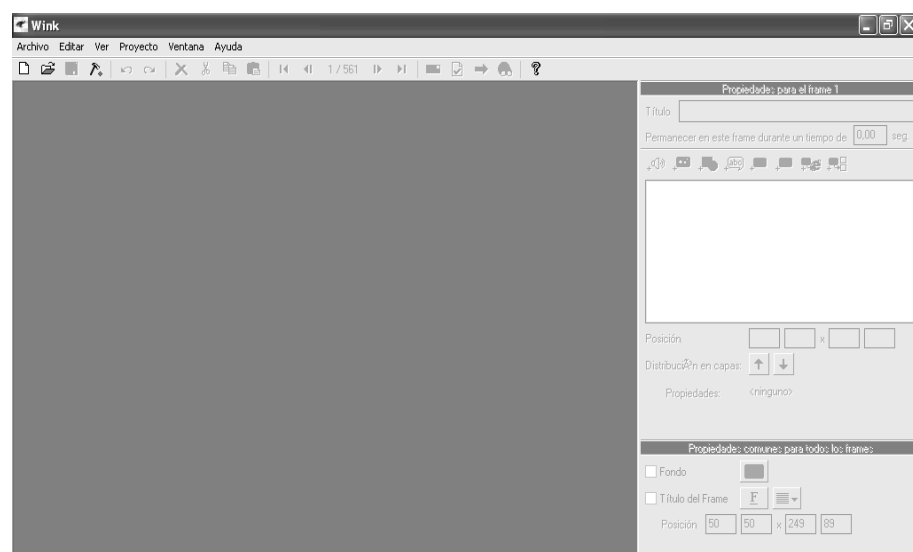 Wink
Archivo Editar Ver Proyecto Ventana Ayuda
1 / 561
Propiedades para el frame 1
Título
Permanecer en este frame durante un tiempo de 0,00 seg.
abc
Posición x
DistribuciÃ³n en capas:
Propiedades: <ninguno>
Propiedades comunes para todos los frames
Fondo
Título del Frame F
Posición 50 50 x 249 89